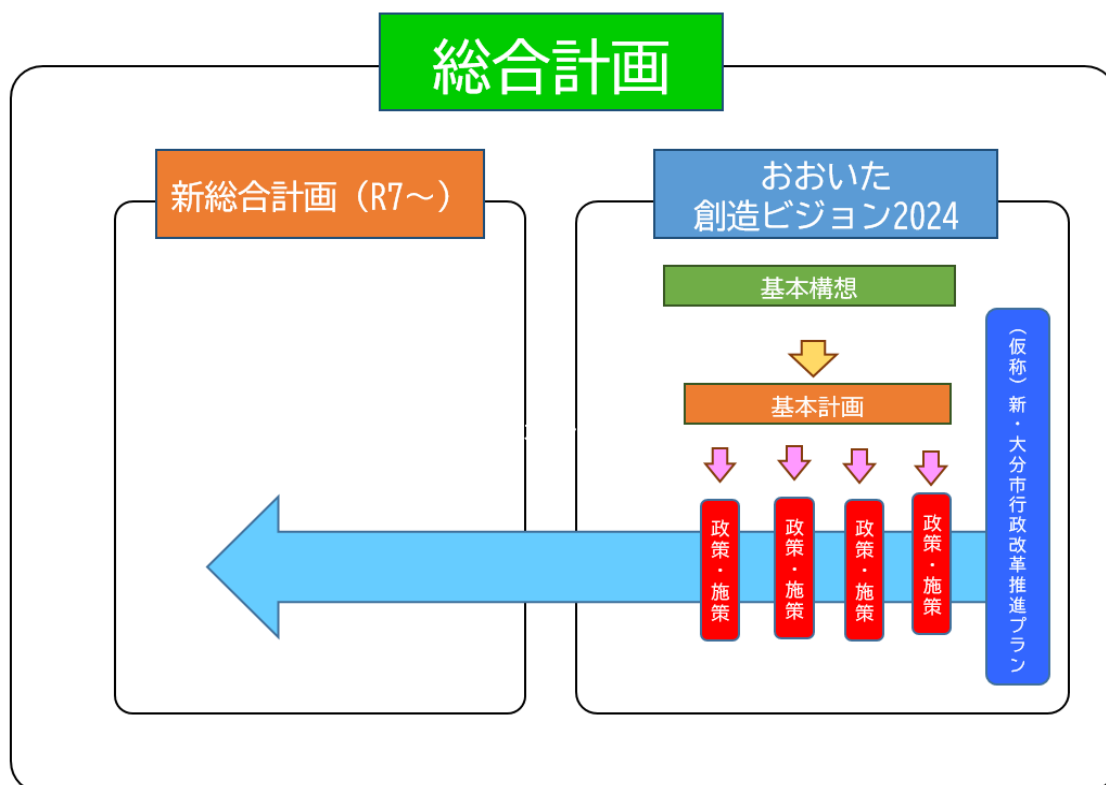 総合計画
新総合計画（R7～）
おおいた
創造ビジョン2024
基本構想
基本計画
政策・施策
政策・施策
政策・施策
政策・施策
（仮称）新・大分市行政改革推進プラン